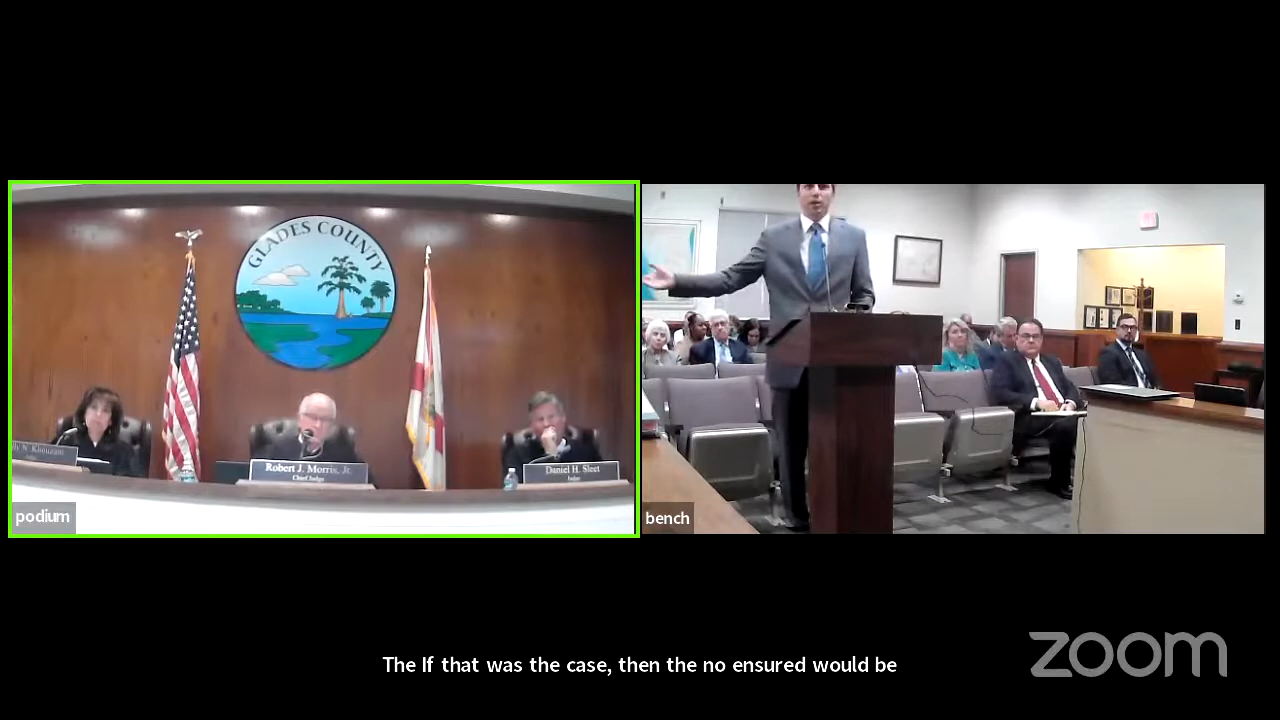 GLADES COUNTY
Robert J. Morris, Jr.
Chief Judge
Daniel H. Sleet
Judge
podium
bench
The If that was the case, then the no ensured would be
zoom